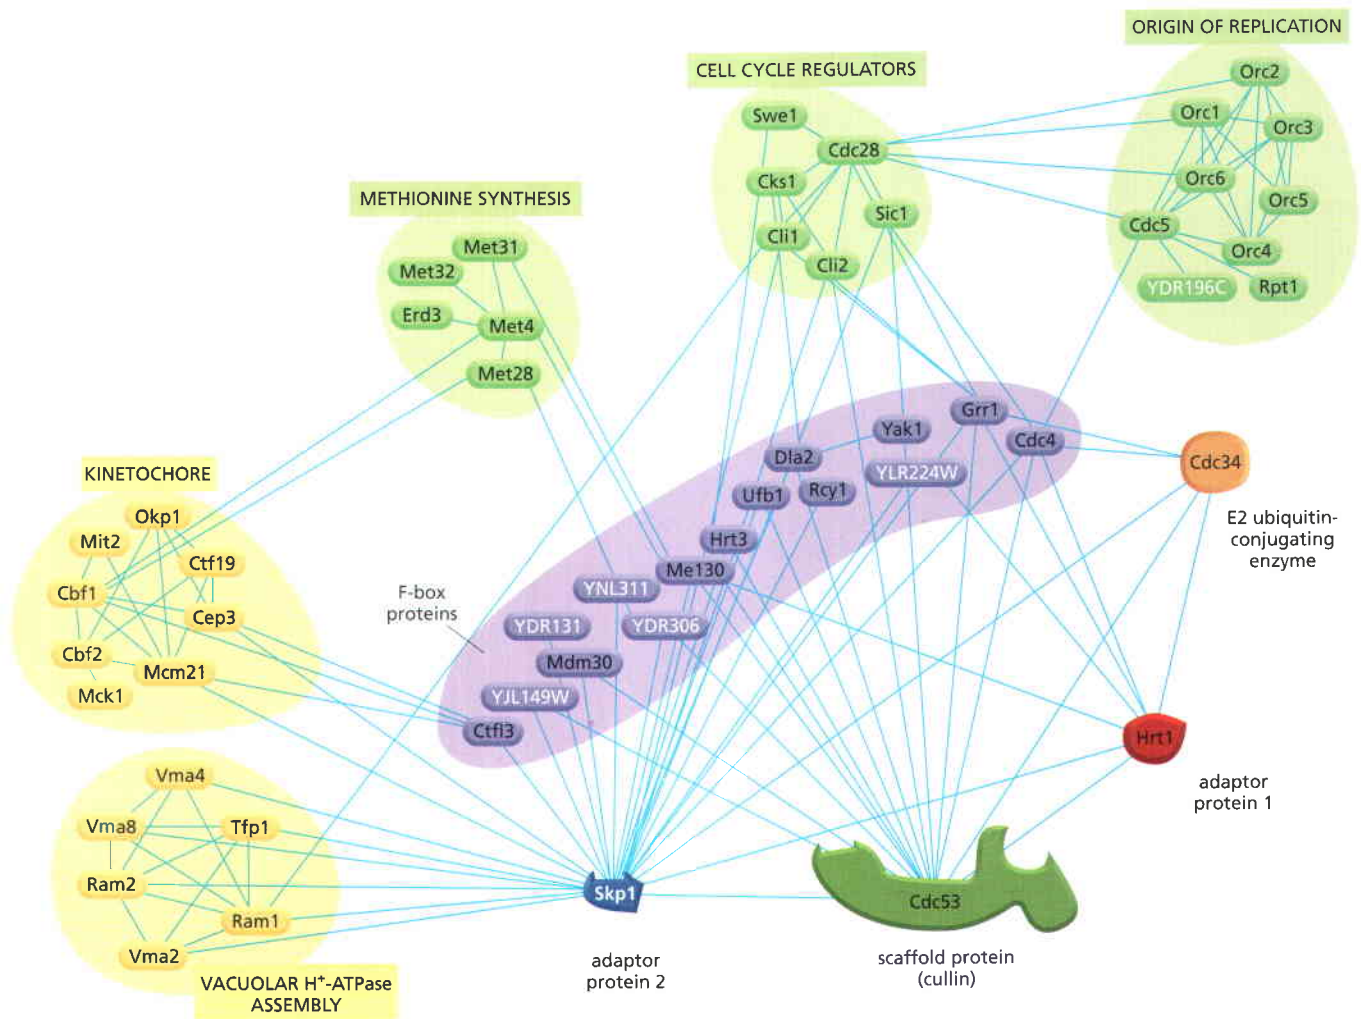 ORIGIN OF REPLICATION
CELL CYCLE REGULATORS
Orc2
Orc1
Orc3
Orc6
Orc5
Cdc5
Orc4
YDR196C
Rpt1
Swe1
Cdc28
Cks1
Sic1
Cli1
Cli2
METHIONINE SYNTHESIS
Met31
Met32
Erd3
Met4
Met28
KINETOCHORE
Okp1
Mit2
Ctf19
Cbf1
Cep3
Cbf2
Mcm21
Mck1
F-box
proteins
Grr1
Yak1
Cdc4
Dla2
YLR224W
Ufb1
Rcy1
Hrt3
Me130
YNL311
YDR131
YDR306
Mdm30
YJL149W
Ctfl3
Cdc34
E2 ubiquitin-
conjugating
enzyme
Hrt1
adaptor
protein 1
Vma4
Vma8
Tfp1
Ram2
Ram1
Vma2
VACUOLAR H⁺-ATPase
ASSEMBLY
Skp1
adaptor
protein 2
Cdc53
scaffold protein
(cullin)